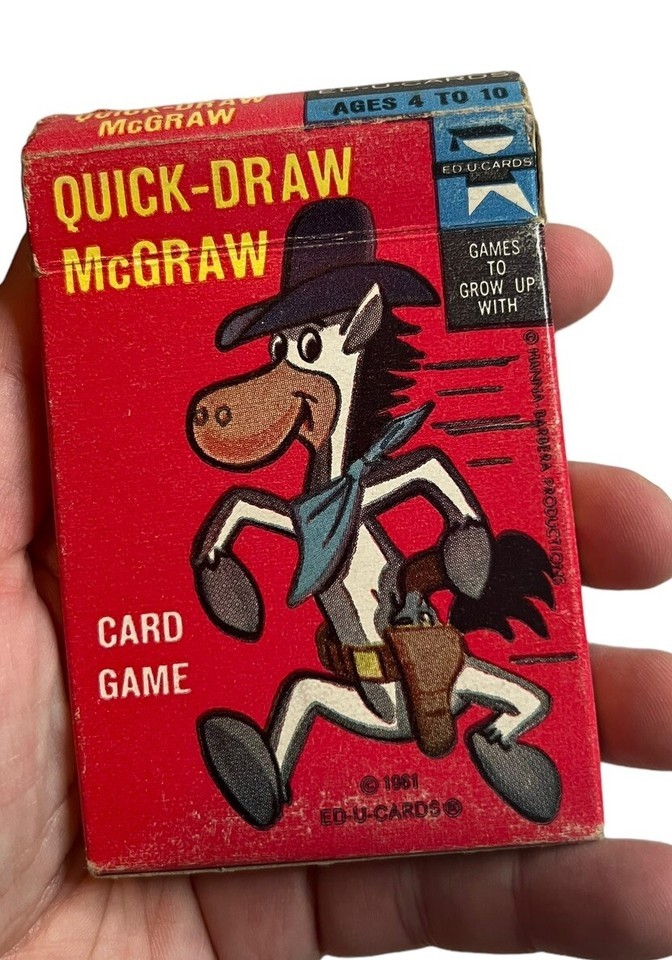 QUICK-DRAW
McGRAW
ED-U-CARDS
AGES 4 TO 10
QUICK-DRAW
McGRAW
ED-U-CARDS
GAMES
TO
GROW UP
WITH
© HANNA-BARBERA PRODUCTIONS
CARD
GAME
© 1961
ED-U-CARDS®